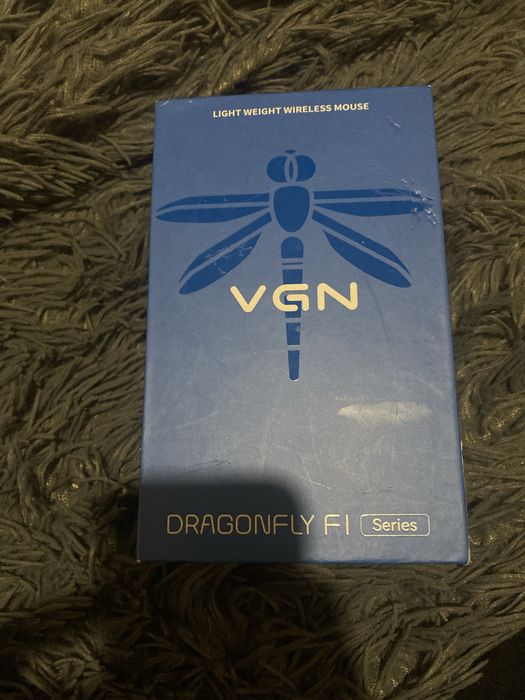 LIGHT WEIGHT WIRELESS MOUSE
VGN
DRAGONFLY F1 Series